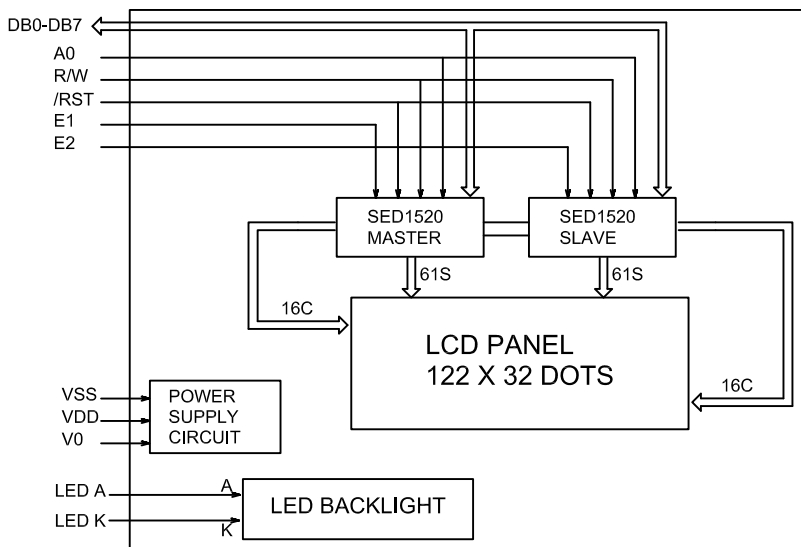 DB0-DB7
A0
R/W
/RST
E1
E2
SED1520
MASTER
SED1520
SLAVE
61S
61S
16C
LCD PANEL
122 X 32 DOTS
16C
VSS
VDD
V0
POWER
SUPPLY
CIRCUIT
LED A
A
LED K
K
LED BACKLIGHT